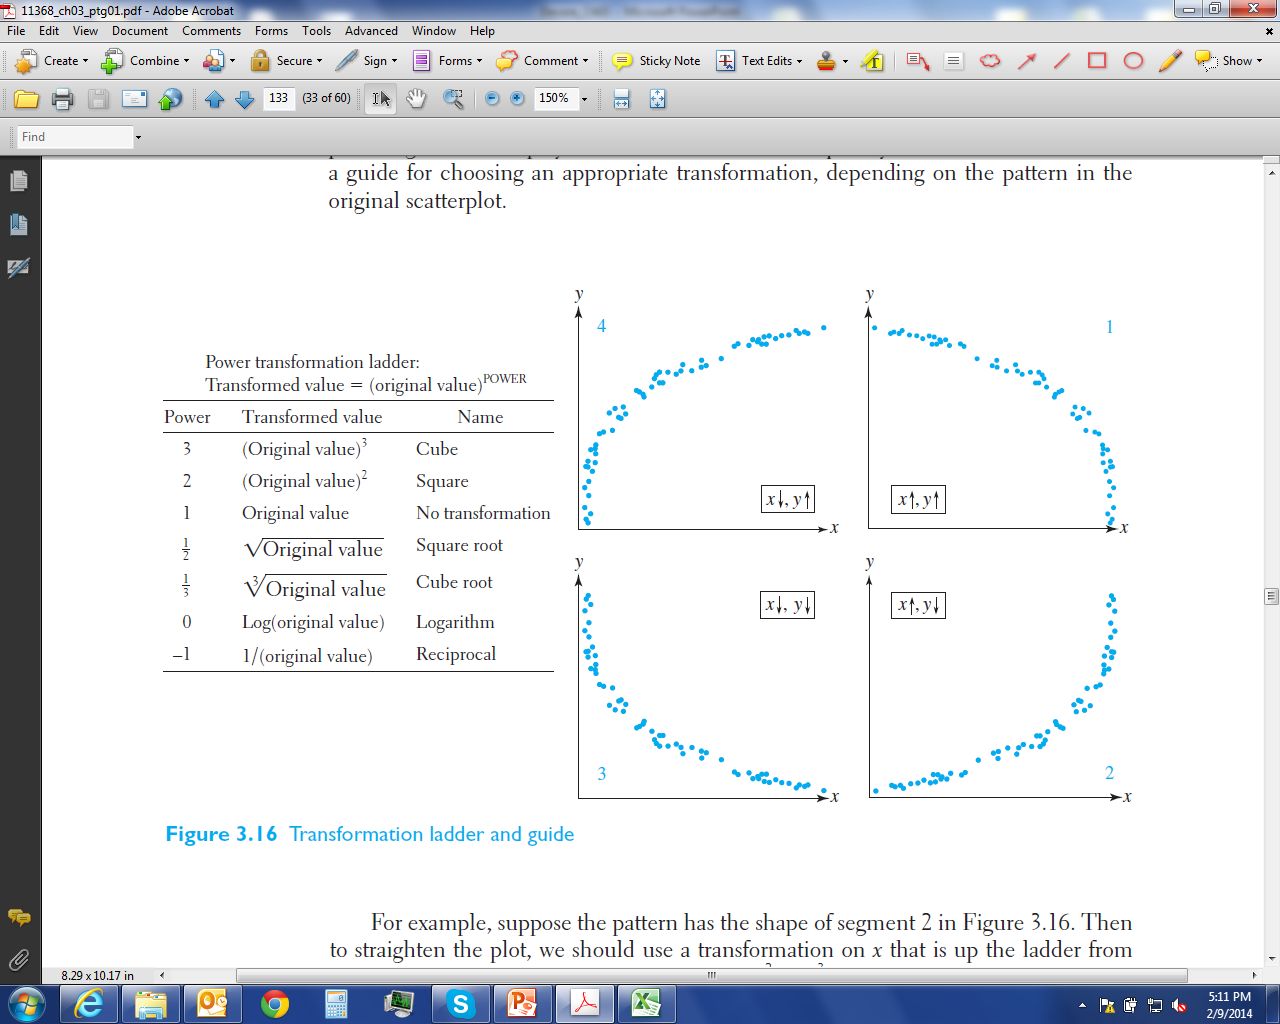 11368_ch03_ptg01.pdf - Adobe Acrobat
File Edit View Document Comments Forms Tools Advanced Window Help
Create Combine Secure Sign Forms Comment Sticky Note Text Edits Show
133 (33 of 60) 150%
Find
a guide for choosing an appropriate transformation, depending on the pattern in the
original scatterplot.
Power transformation ladder:
Transformed value = (original value)^POWER
Power Transformed value Name
3 (Original value)³ Cube
2 (Original value)² Square
1 Original value No transformation
1/2 √Original value Square root
1/3 ∛Original value Cube root
0 Log(original value) Logarithm
–1 1/(original value) Reciprocal
y
4
x↓, y↑
x
y
1
x↑, y↑
x
y
x↓, y↓
3
x
y
x↑, y↓
2
x
Figure 3.16 Transformation ladder and guide
For example, suppose the pattern has the shape of segment 2 in Figure 3.16. Then
to straighten the plot, we should use a transformation on x that is up the ladder from
8.29 x 10.17 in
5:11 PM
2/9/2014